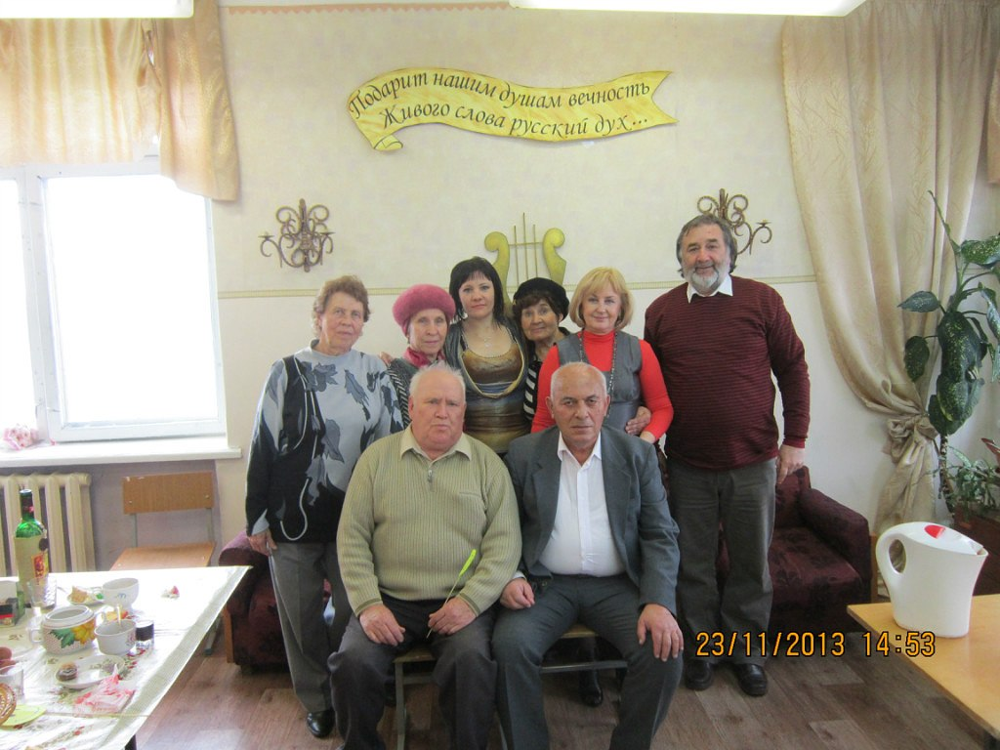 Подарит нашим душам вечность
Живого слова русский дух...
23/11/2013 14:53